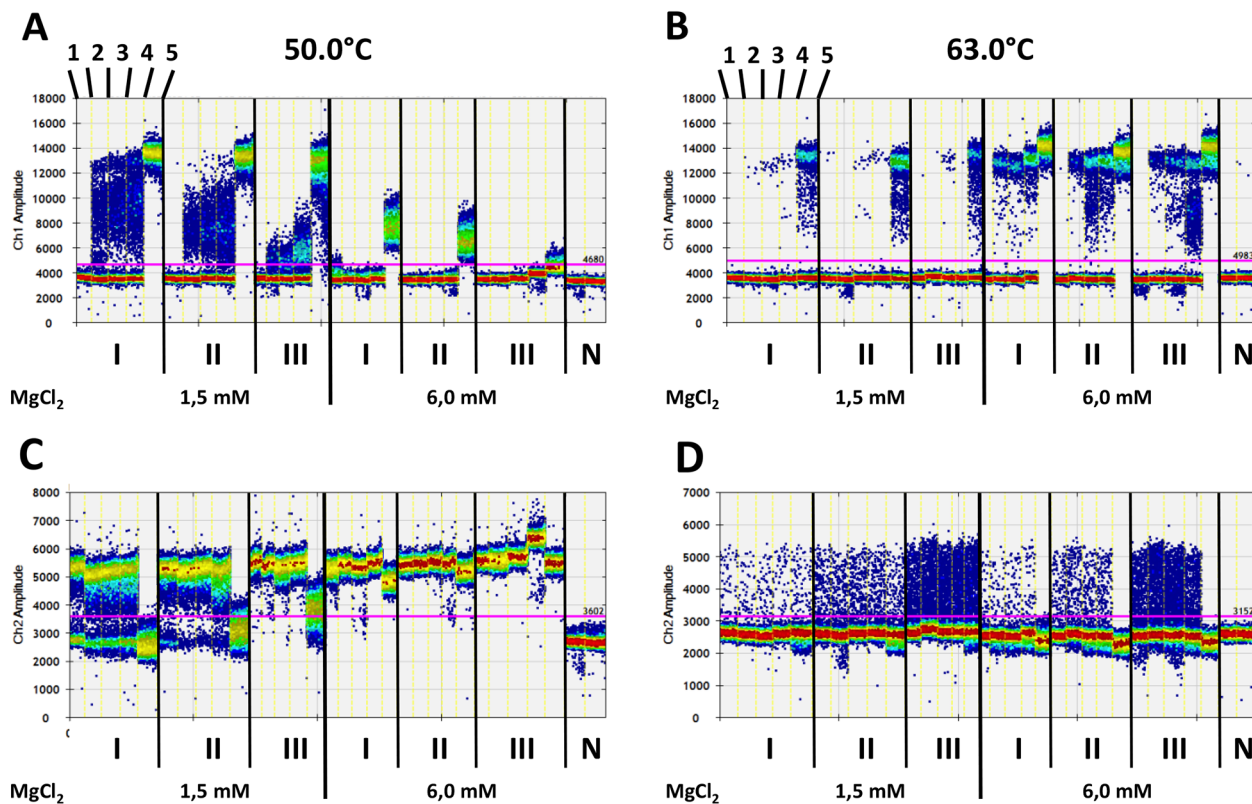 A
50.0°C
B
63.0°C
1 2 3 4 5
1 2 3 4 5
18000
16000
14000
12000
10000
8000
6000
4000
2000
0
Ch1 Amplitude
4680
I II III I II III N
MgCl2 1,5 mM 6,0 mM
18000
16000
14000
12000
10000
8000
6000
4000
2000
0
Ch1 Amplitude
4983
I II III I II III N
MgCl2 1,5 mM 6,0 mM
C
D
8000
7000
6000
5000
4000
3000
2000
1000
0
0
Ch2 Amplitude
3602
I II III I II III N
MgCl2 1,5 mM 6,0 mM
7000
6000
5000
4000
3000
2000
1000
0
Ch2 Amplitude
3152
I II III I II III N
MgCl2 1,5 mM 6,0 mM